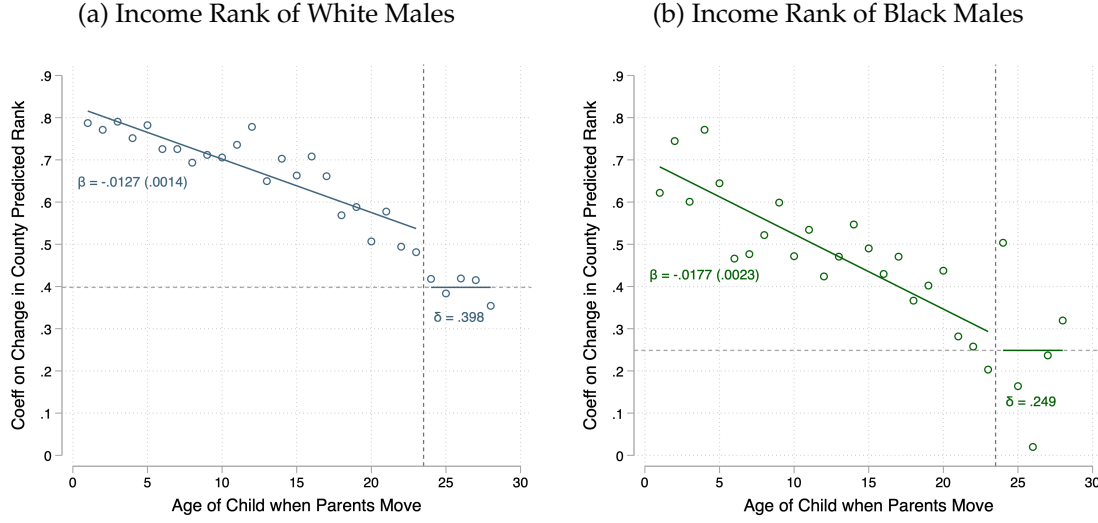 (a) Income Rank of White Males
Coeff on Change in County Predicted Rank
.9
.8
.7
.6
.5
.4
.3
.2
.1
0
β = -.0127 (.0014)
δ = .398
0 5 10 15 20 25 30
Age of Child when Parents Move
(b) Income Rank of Black Males
Coeff on Change in County Predicted Rank
.9
.8
.7
.6
.5
.4
.3
.2
.1
0
β = -.0177 (.0023)
δ = .249
0 5 10 15 20 25 30
Age of Child when Parents Move